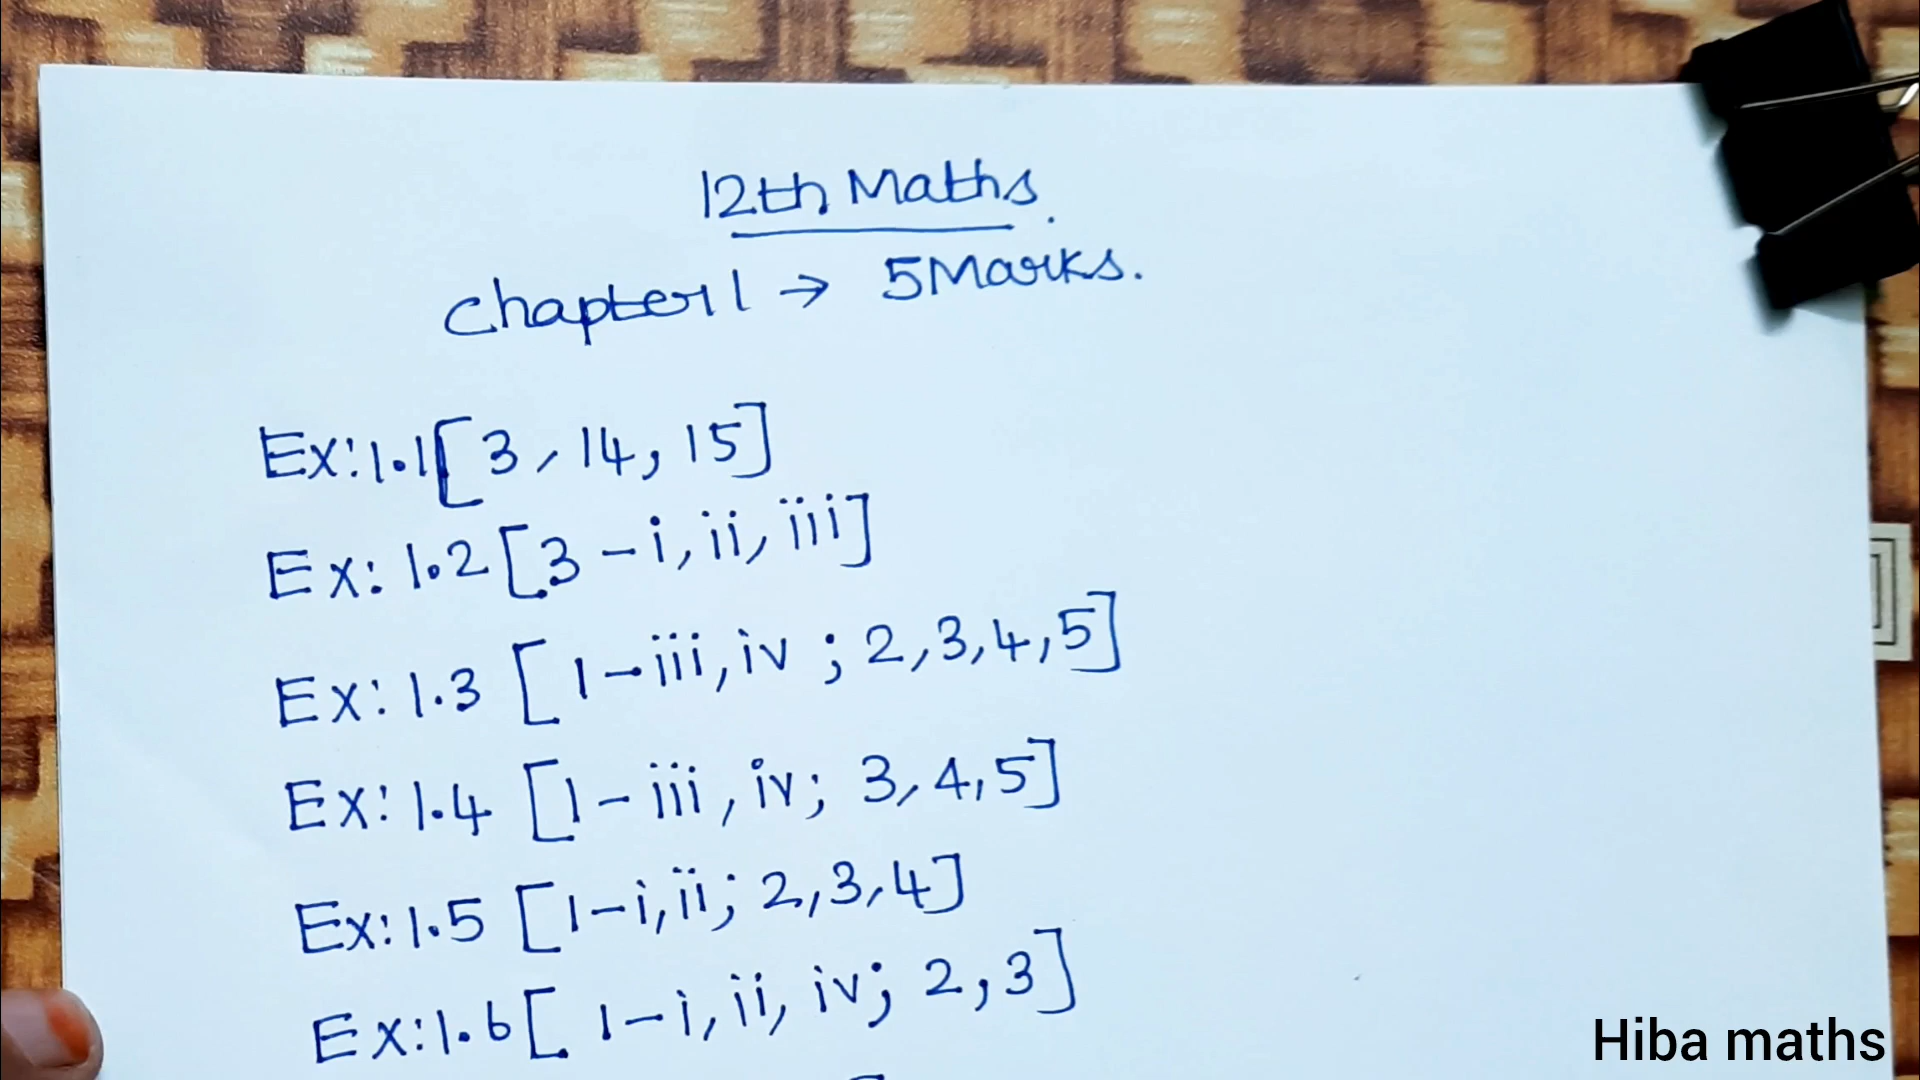 12th Maths.
Chapter 1 → 5 Marks.
Ex: 1.1 [3, 14, 15]
Ex: 1.2 [3 - i, ii, iii]
Ex: 1.3 [1 - iii, iv ; 2, 3, 4, 5]
Ex: 1.4 [1 - iii, iv; 3, 4, 5]
Ex: 1.5 [1 - i, ii; 2, 3, 4]
Ex: 1.6 [1 - i, ii, iv; 2, 3]
Hiba maths